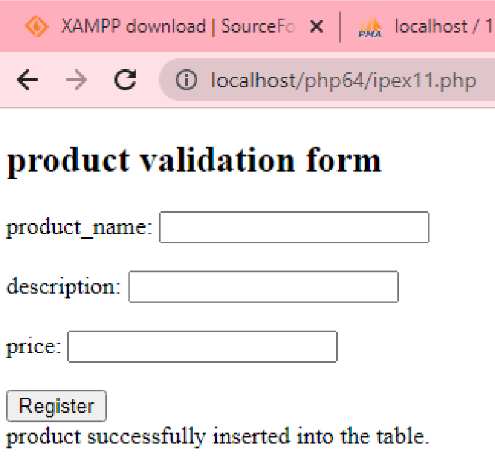 XAMPP download | SourceFo
PMA
localhost / 1
localhost/php64/ipex11.php
product validation form
product_name:
description:
price:
Register
product successfully inserted into the table.